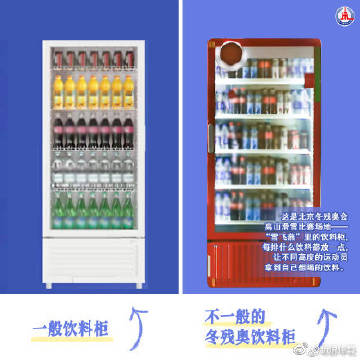 这是北京冬残奥会
高山滑雪比赛场地——
“雪飞燕”里的饮料柜，
每排什么饮料都放一点，
让不同高度的运动员
拿到自己想喝的饮料。
一般饮料柜
不一般的
冬残奥饮料柜